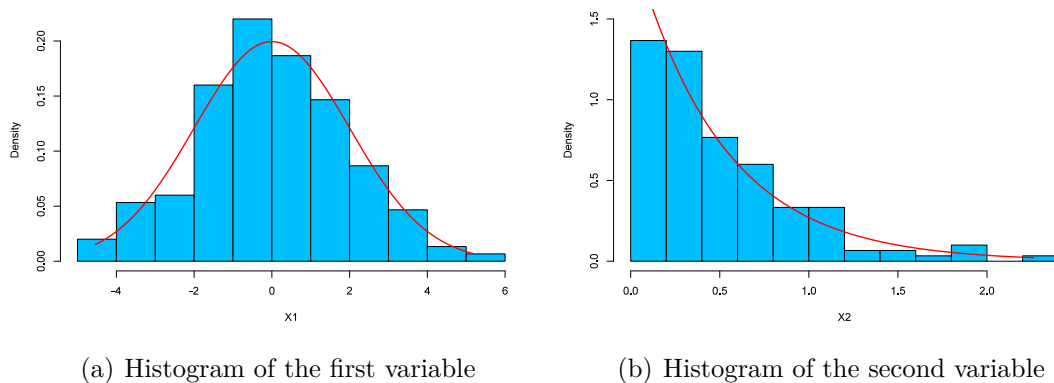 Density
0.20
0.15
0.10
0.05
0.00
-4 -2 0 2 4 6
X1
(a) Histogram of the first variable
Density
1.5
1.0
0.5
0.0
0.0 0.5 1.0 1.5 2.0
X2
(b) Histogram of the second variable